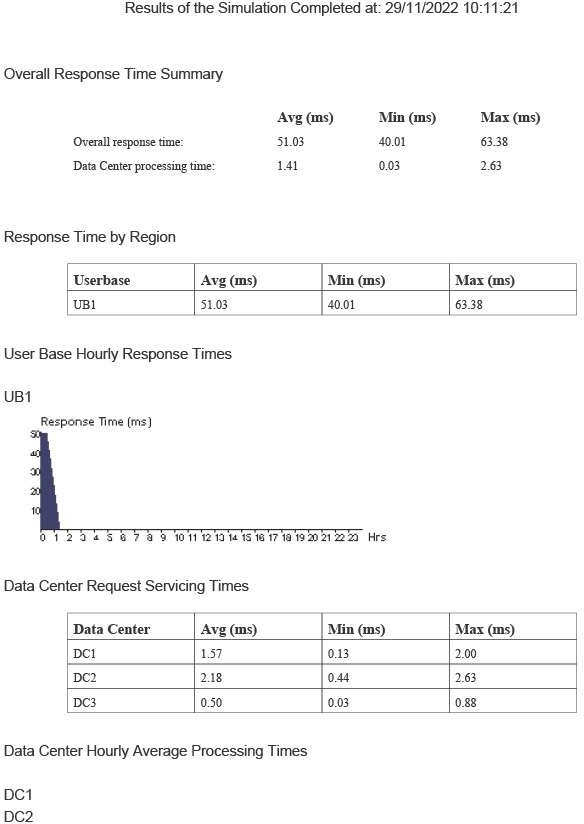 Results of the Simulation Completed at: 29/11/2022 10:11:21
Overall Response Time Summary
Avg (ms) Min (ms) Max (ms)
Overall response time: 51.03 40.01 63.38
Data Center processing time: 1.41 0.03 2.63
Response Time by Region
Userbase Avg (ms) Min (ms) Max (ms)
UB1 51.03 40.01 63.38
User Base Hourly Response Times
UB1
Response Time (ms)
50
40
30
20
10
0 1 2 3 4 5 6 7 8 9 10 11 12 13 14 15 16 17 18 19 20 21 22 23 Hrs
Data Center Request Servicing Times
Data Center Avg (ms) Min (ms) Max (ms)
DC1 1.57 0.13 2.00
DC2 2.18 0.44 2.63
DC3 0.50 0.03 0.88
Data Center Hourly Average Processing Times
DC1
DC2